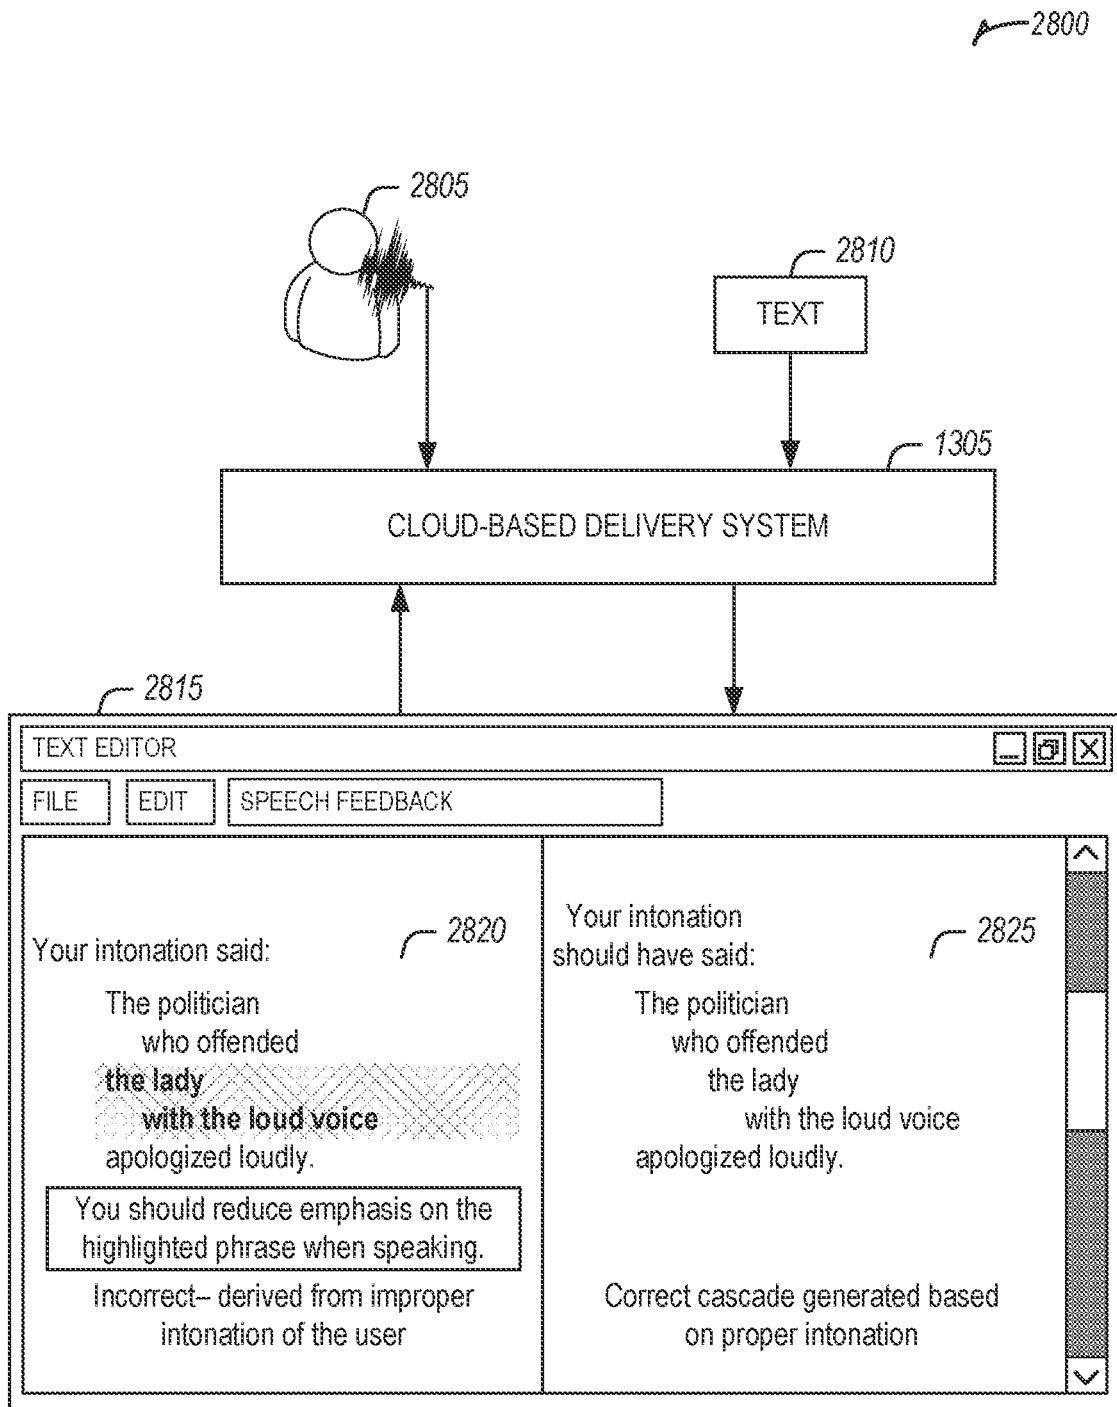 2800
2805
2810
TEXT
1305
CLOUD-BASED DELIVERY SYSTEM
2815
TEXT EDITOR
FILE
EDIT
SPEECH FEEDBACK
2820
Your intonation said:
The politician
who offended
the lady
with the loud voice
apologized loudly.
You should reduce emphasis on the
highlighted phrase when speaking.
Incorrect– derived from improper
intonation of the user
Your intonation
should have said:
2825
The politician
who offended
the lady
with the loud voice
apologized loudly.
Correct cascade generated based
on proper intonation